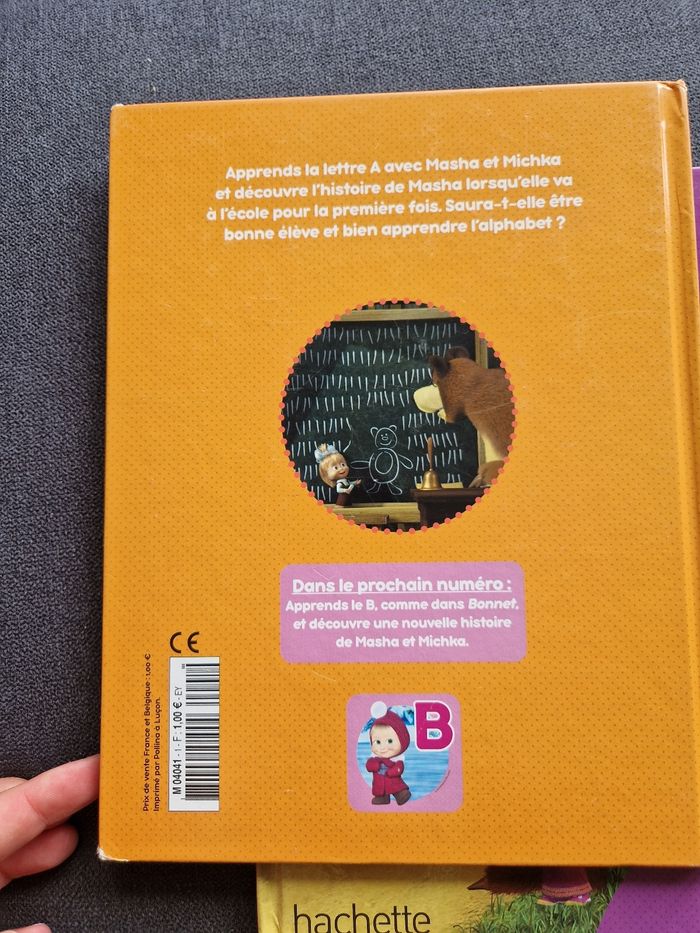 Apprends la lettre A avec Masha et Michka
et découvre l'histoire de Masha lorsqu'elle va
à l'école pour la première fois. Saura-t-elle être
bonne élève et bien apprendre l'alphabet ?
Dans le prochain numéro :
Apprends le B, comme dans Bonnet,
et découvre une nouvelle histoire
de Masha et Michka.
B
CE
Prix de vente France et Belgique : 1,00 €
Imprimé par Pollina à Luçon.
M 04041 - 1 - F : 1,00 € - EY
hachette